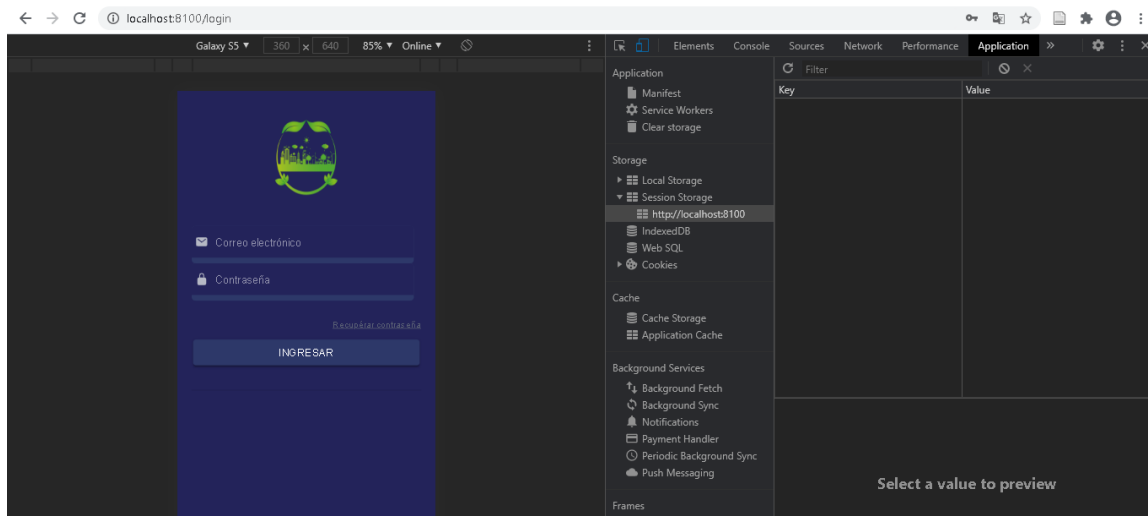 localhost:8100/login
Galaxy S5 ▼ 360 x 640 85% ▼ Online ▼
Elements Console Sources Network Performance Application »
Correo electrónico
Contraseña
Recupérar contraseña
INGRESAR
Application
Manifest
Service Workers
Clear storage
Storage
Local Storage
Session Storage
http://localhost:8100
IndexedDB
Web SQL
Cookies
Cache
Cache Storage
Application Cache
Background Services
Background Fetch
Background Sync
Notifications
Payment Handler
Periodic Background Sync
Push Messaging
Frames
Filter
Key Value
Select a value to preview